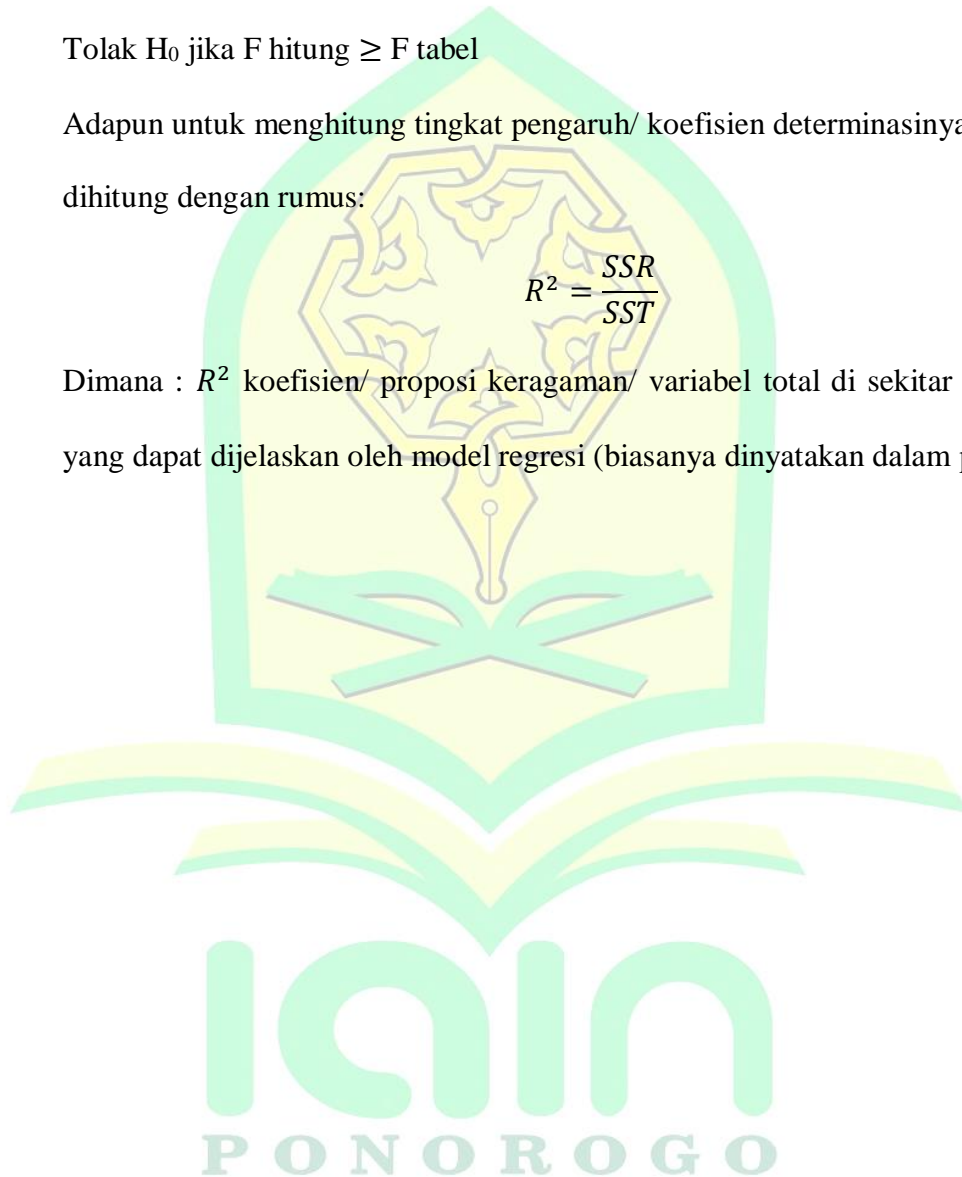 Tolak H₀ jika F hitung ≥ F tabel
Adapun untuk menghitung tingkat pengaruh/ koefisien determinasinya
dihitung dengan rumus:
R² = SSR/SST
Dimana : R² koefisien/ proposi keragaman/ variabel total di sekitar
yang dapat dijelaskan oleh model regresi (biasanya dinyatakan dalam
iain
PONOROGO